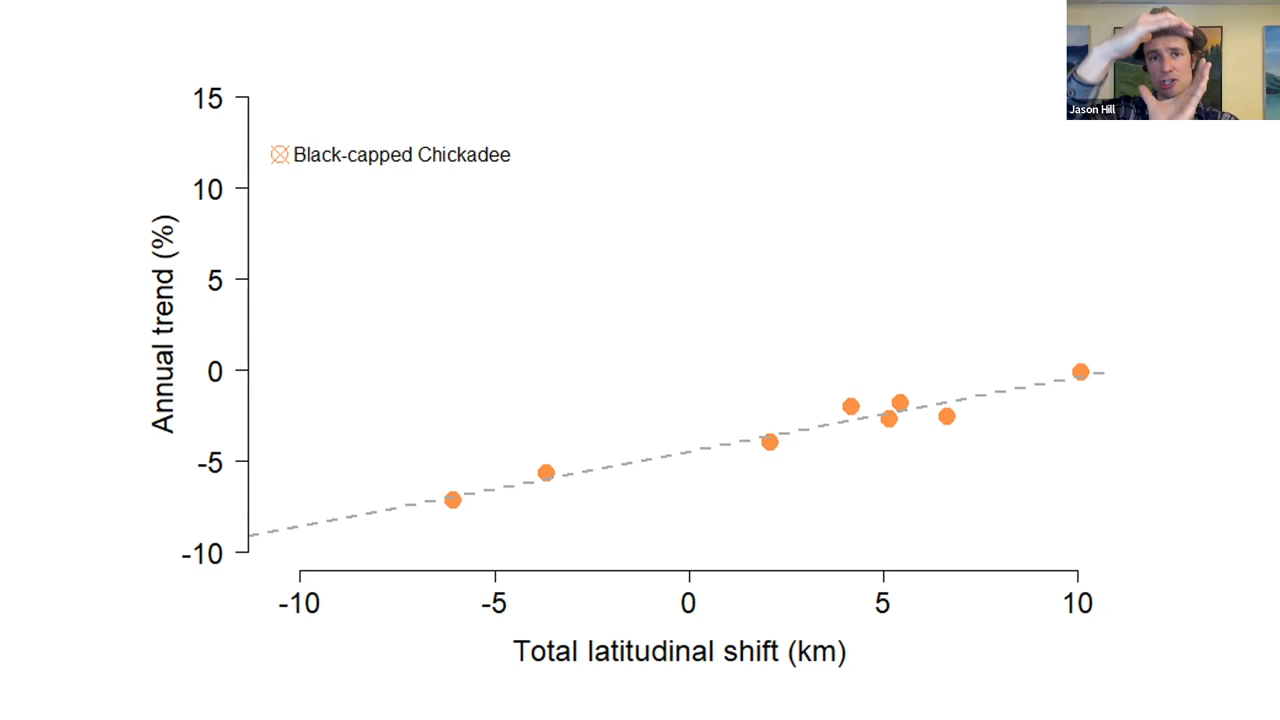 Jason Hill
15
Black-capped Chickadee
10
5
0
-5
-10
Annual trend (%)
-10
-5
0
5
10
Total latitudinal shift (km)